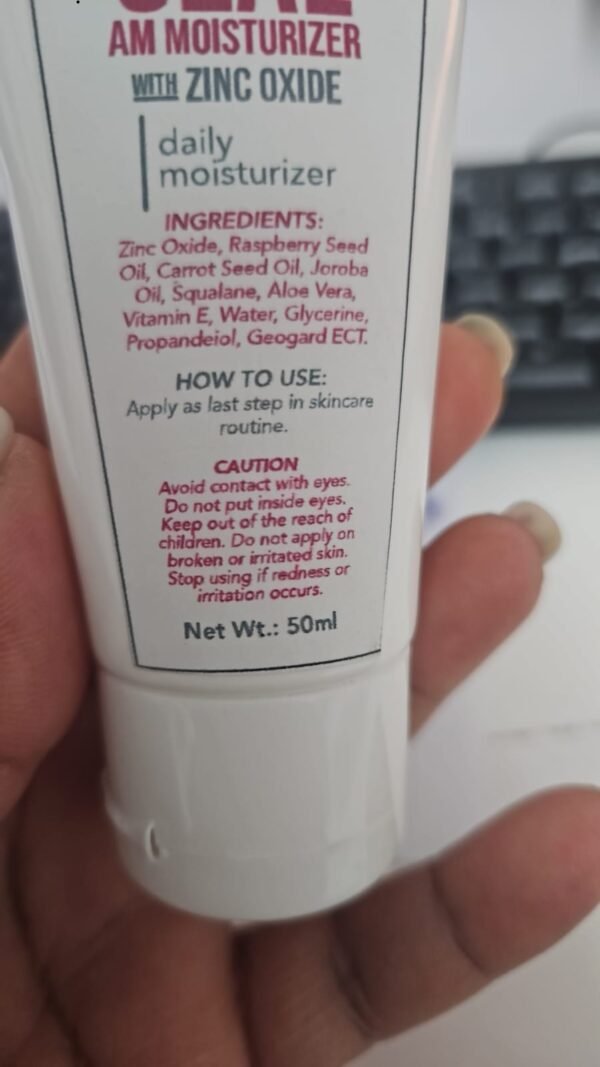 AM MOISTURIZER
WITH ZINC OXIDE
daily
moisturizer
INGREDIENTS:
Zinc Oxide, Raspberry Seed
Oil, Carrot Seed Oil, Joroba
Oil, Squalane, Aloe Vera,
Vitamin E, Water, Glycerine,
Propandeiol, Geogard ECT.
HOW TO USE:
Apply as last step in skincare
routine.
CAUTION
Avoid contact with eyes.
Do not put inside eyes.
Keep out of the reach of
children. Do not apply on
broken or irritated skin.
Stop using if redness or
irritation occurs.
Net Wt.: 50ml